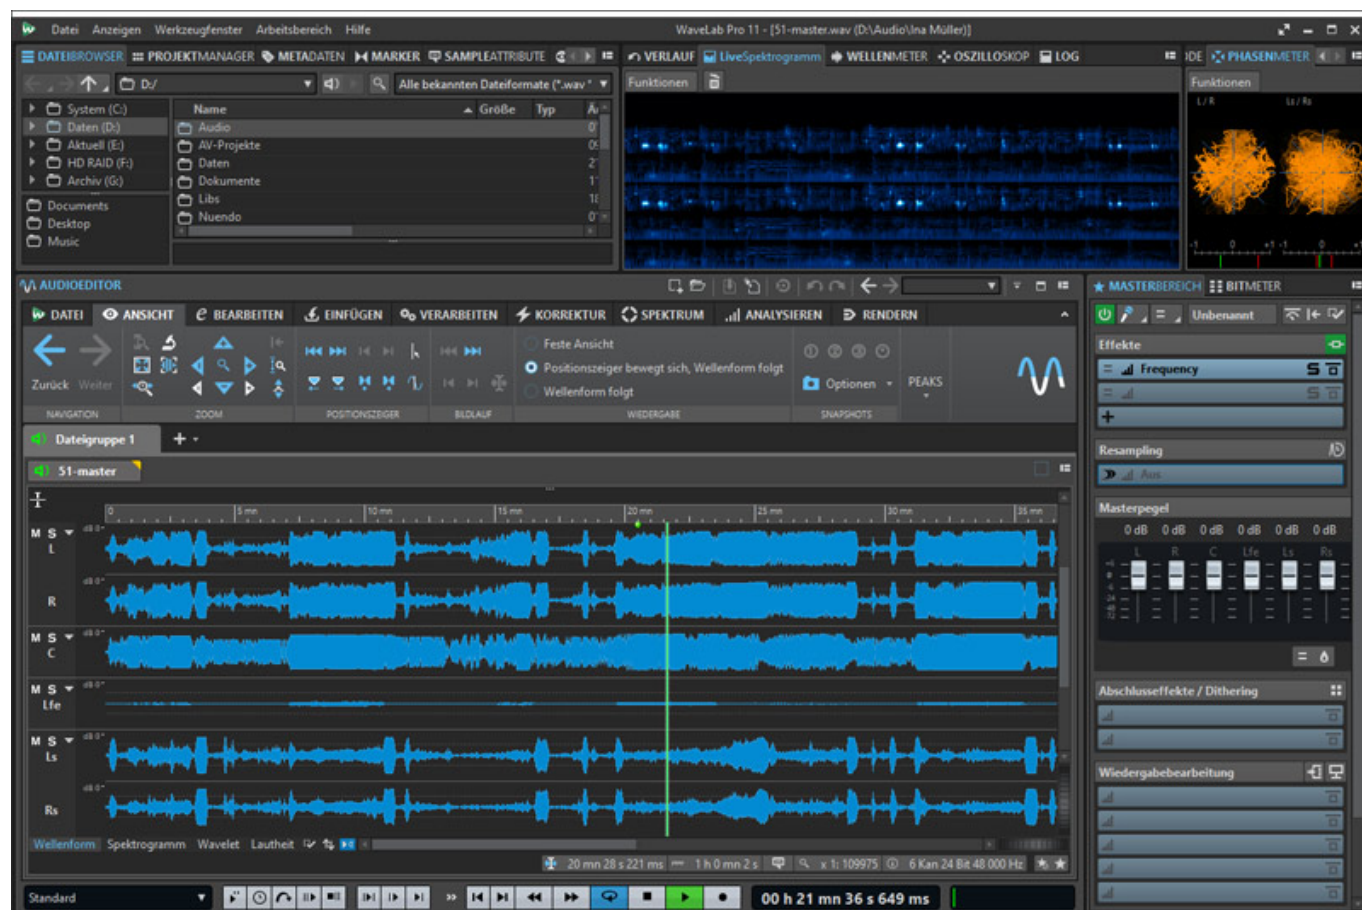 Datei Anzeigen Werkzeugfenster Arbeitsbereich Hilfe
WaveLab Pro 11 - [51-master.wav (D:\Audio\Ina Müller)]
DATEIBROWSER PROJEKTMANAGER METADATEN MARKER SAMPLEATTRIBUTE
VERLAUF LiveSpektrogramm WELLENMETER OSZILLOSKOP LOG
PHASENMETER
D:/
Alle bekannten Dateiformate (*.wav *
Funktionen
Funktionen
System (C:)
Daten (D:)
Aktuell (E:)
HD RAID (F:)
Archiv (G:)
Documents
Desktop
Music
Name Größe Typ
Audio
AV-Projekte
Daten
Dokumente
Libs
Nuendo
L/R Ls/Rs
-1 0 +1 -1 0 +1
AUDIOEDITOR
DATEI ANSICHT BEARBEITEN EINFÜGEN VERARBEITEN KORREKTUR SPEKTRUM ANALYSIEREN RENDERN
Zurück Weiter
Feste Ansicht
Positionszeiger bewegt sich, Wellenform folgt
Wellenform folgt
Optionen
PEAKS
NAVIGATION ZOOM POSITIONSZEIGER BILDLAUF WIEDERGABE SNAPSHOTS
Dateigruppe 1
51-master
0 5 mn 10 mn 15 mn 20 mn 25 mn 30 mn 35 mn
M S
L
R
M S
C
M S
Lfe
M S
Ls
Rs
Wellenform Spektrogramm Wavelet Lautheit
20 mn 28 s 221 ms 1 h 0 mn 2 s x 1: 109975 6 Kan 24 Bit 48 000 Hz
MASTERBEREICH BITMETER
Unbenannt
Effekte
Frequency S
S
Resampling
Aus
Masterpegel
0 dB 0 dB 0 dB 0 dB 0 dB 0 dB
L R C Lfe Ls Rs
Abschlusseffekte / Dithering
Wiedergabebearbeitung
Standard
00 h 21 mn 36 s 649 ms